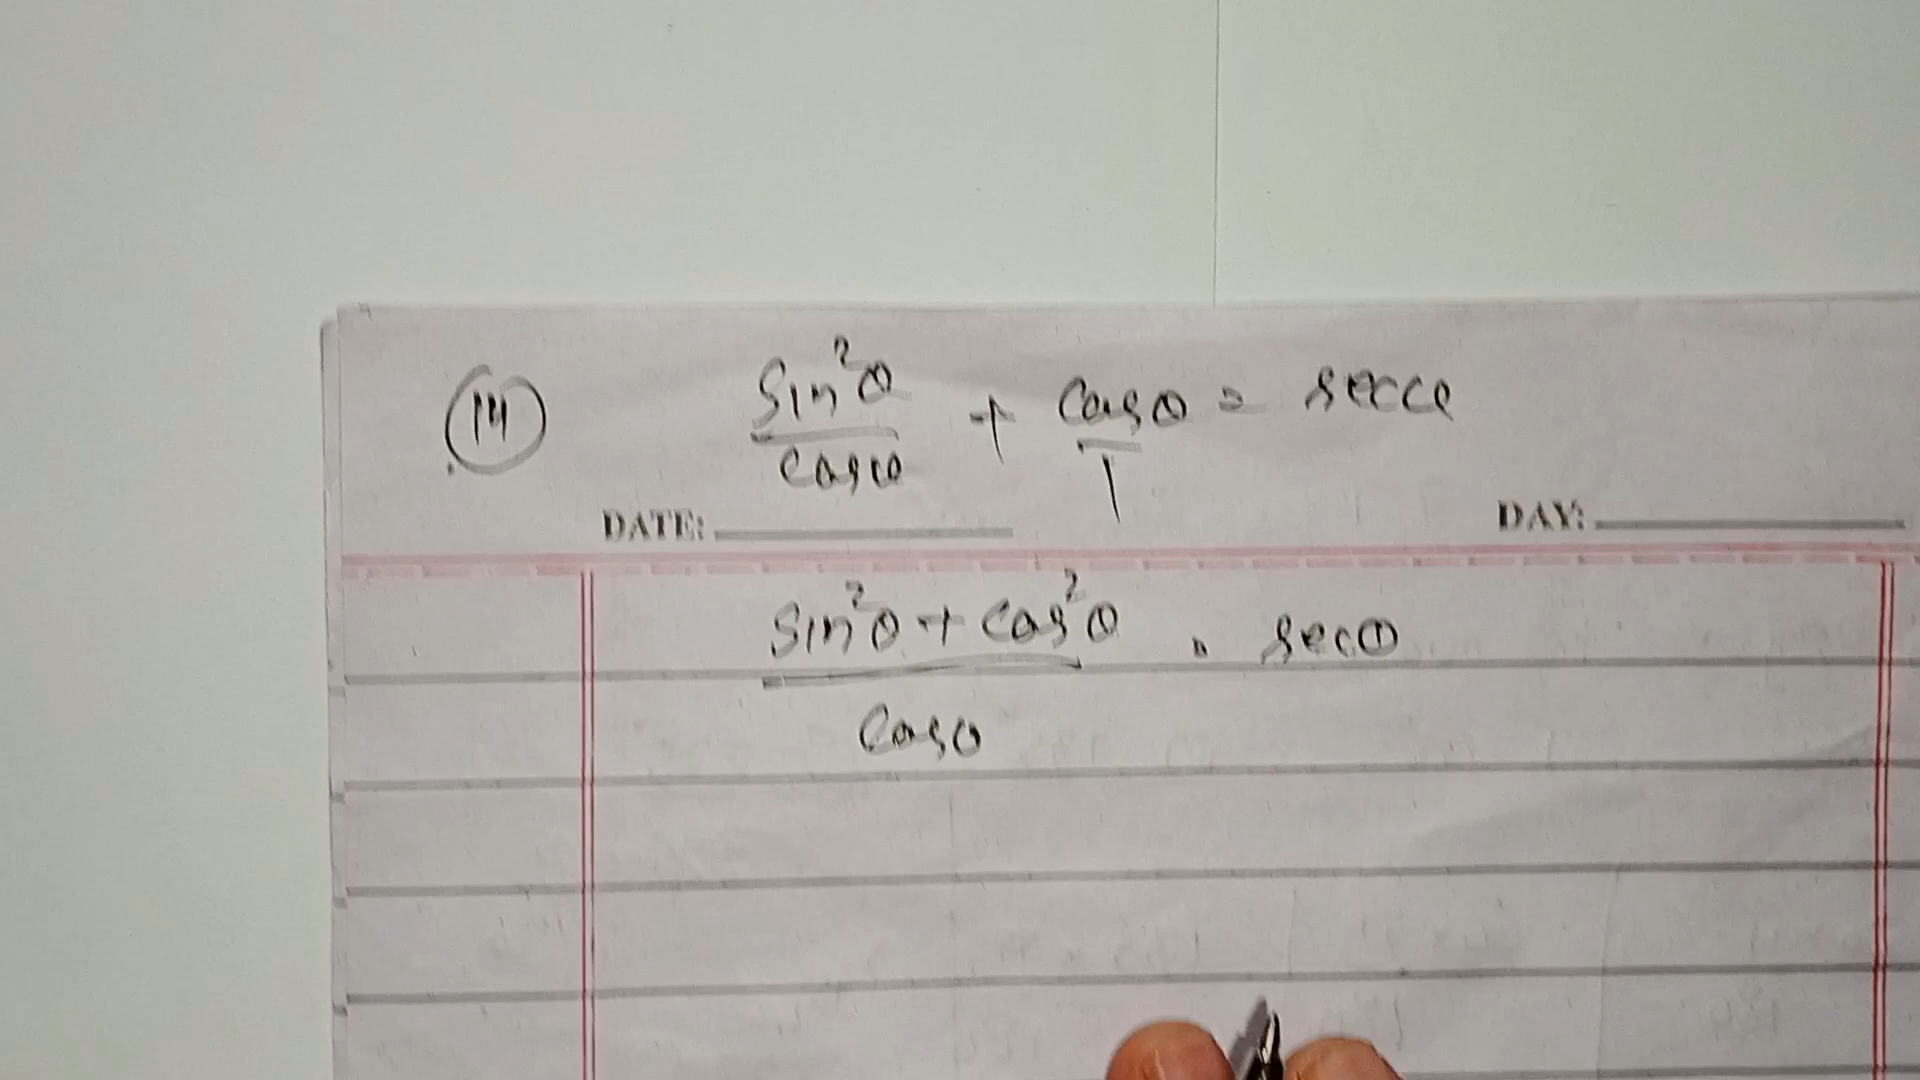 (14) sin²θ/cosθ + cosθ/1 = secθ
DATE: DAY:
sin²θ + cos²θ/cosθ = secθ